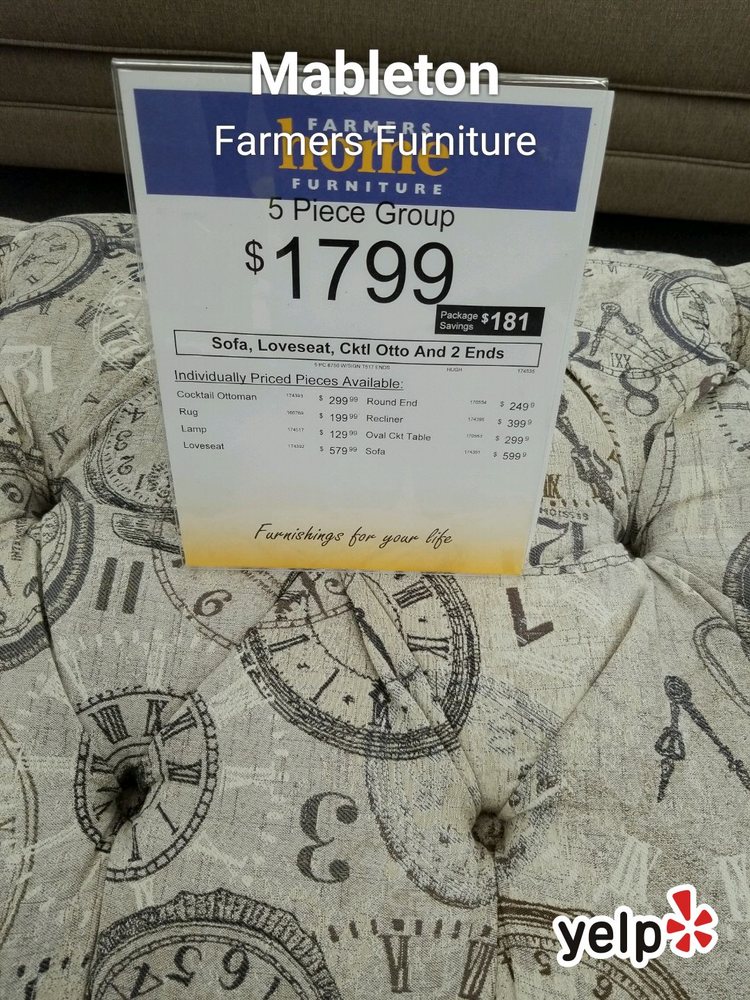 Mableton
FARMERS
Farmers Furniture
home
FURNITURE
5 Piece Group
$1799
Package Savings $181
Sofa, Loveseat, Cktl Otto And 2 Ends
Individually Priced Pieces Available:
Cocktail Ottoman $ 299 99 Round End $ 249 9
Rug $ 199 99 Recliner $ 399 9
Lamp $ 129 99 Oval Ckt Table $ 299 9
Loveseat $ 579 99 Sofa $ 599 9
Furnishings for your life
yelp